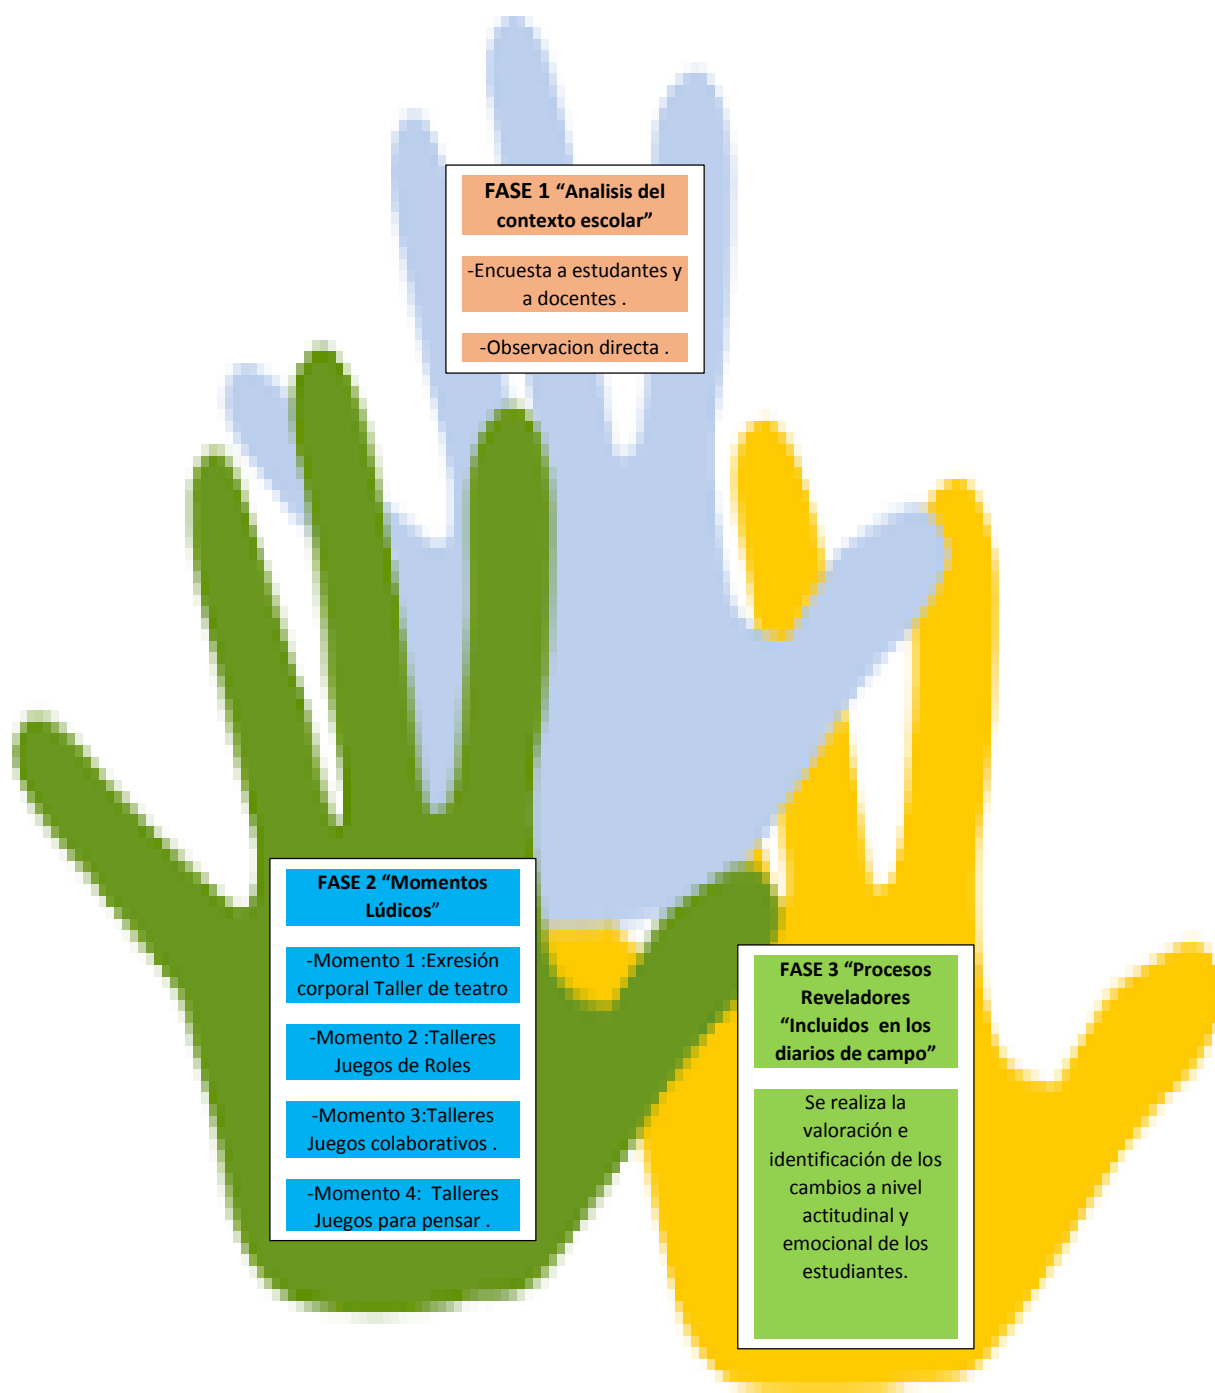 FASE 1 “Analisis del
contexto escolar”
-Encuesta a estudantes y
a docentes .
-Observacion directa .
FASE 2 “Momentos
Lúdicos”
-Momento 1 :Exresión
corporal Taller de teatro
-Momento 2 :Talleres
Juegos de Roles
-Momento 3:Talleres
Juegos colaborativos .
-Momento 4:  Talleres
Juegos para pensar .
FASE 3 “Procesos
Reveladores
“Incluidos  en los
diarios de campo”
Se realiza la
valoración e
identificación de los
cambios a nivel
actitudinal y
emocional de los
estudiantes.